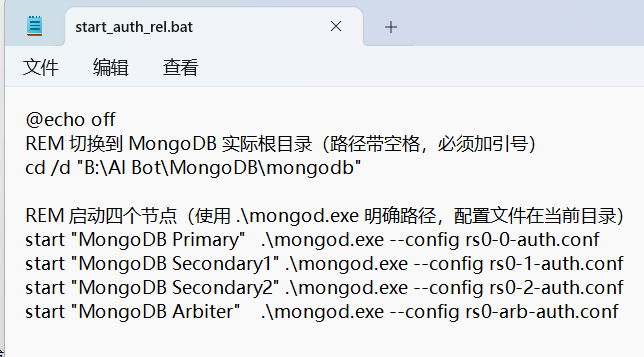 start_auth_rel.bat
文件 编辑 查看
@echo off
REM 切换到 MongoDB 实际根目录（路径带空格，必须加引号）
cd /d "B:\AI Bot\MongoDB\mongodb"
REM 启动四个节点（使用 .\mongod.exe 明确路径，配置文件在当前目录）
start "MongoDB Primary"   .\mongod.exe --config rs0-0-auth.conf
start "MongoDB Secondary1" .\mongod.exe --config rs0-1-auth.conf
start "MongoDB Secondary2" .\mongod.exe --config rs0-2-auth.conf
start "MongoDB Arbiter"    .\mongod.exe --config rs0-arb-auth.conf